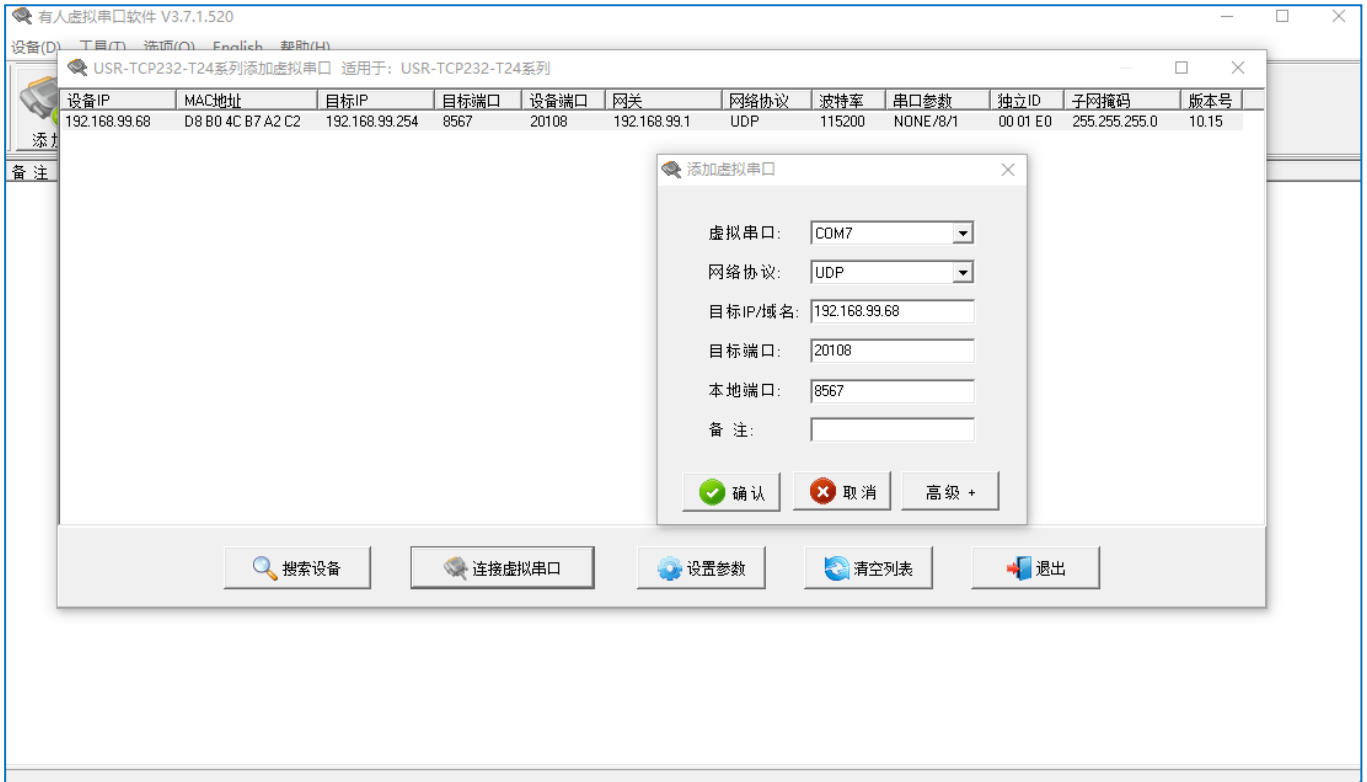 有人虚拟串口软件 V3.7.1.520
设备(D) 工具(T) 选项(O) English 帮助(H)
USR-TCP232-T24系列添加虚拟串口 适用于: USR-TCP232-T24系列
设备IP MAC地址 目标IP 目标端口 设备端口 网关 网络协议 波特率 串口参数 独立ID 子网掩码 版本号
192.168.99.68 D8 B0 4C B7 A2 C2 192.168.99.254 8567 20108 192.168.99.1 UDP 115200 NONE/8/1 00 01 E0 255.255.255.0 10.15
添加
备 注
添加虚拟串口
虚拟串口: COM7
网络协议: UDP
目标IP/域名: 192.168.99.68
目标端口: 20108
本地端口: 8567
备 注:
确认 取消 高级 +
搜索设备 连接虚拟串口 设置参数 清空列表 退出